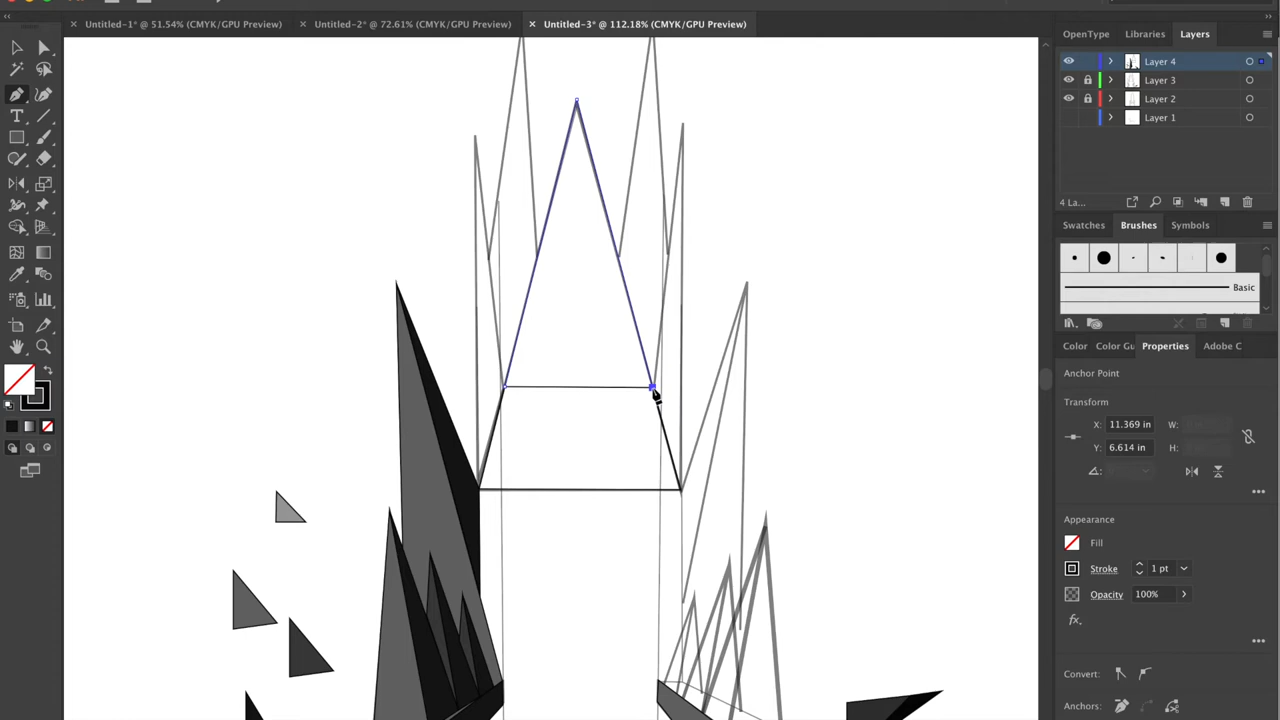 Untitled-1* @ 51.54% (CMYK/GPU Preview)
Untitled-2* @ 72.61% (CMYK/GPU Preview)
Untitled-3* @ 112.18% (CMYK/GPU Preview)
OpenType Libraries Layers
Layer 4
Layer 3
Layer 2
Layer 1
4 La...
Swatches Brushes Symbols
Basic
Color Color Gu Properties Adobe C
Anchor Point
Transform
X: 11.369 in W:
Y: 6.614 in H:
Appearance
Fill
Stroke 1 pt
Opacity 100%
fx.
Convert:
Anchors: